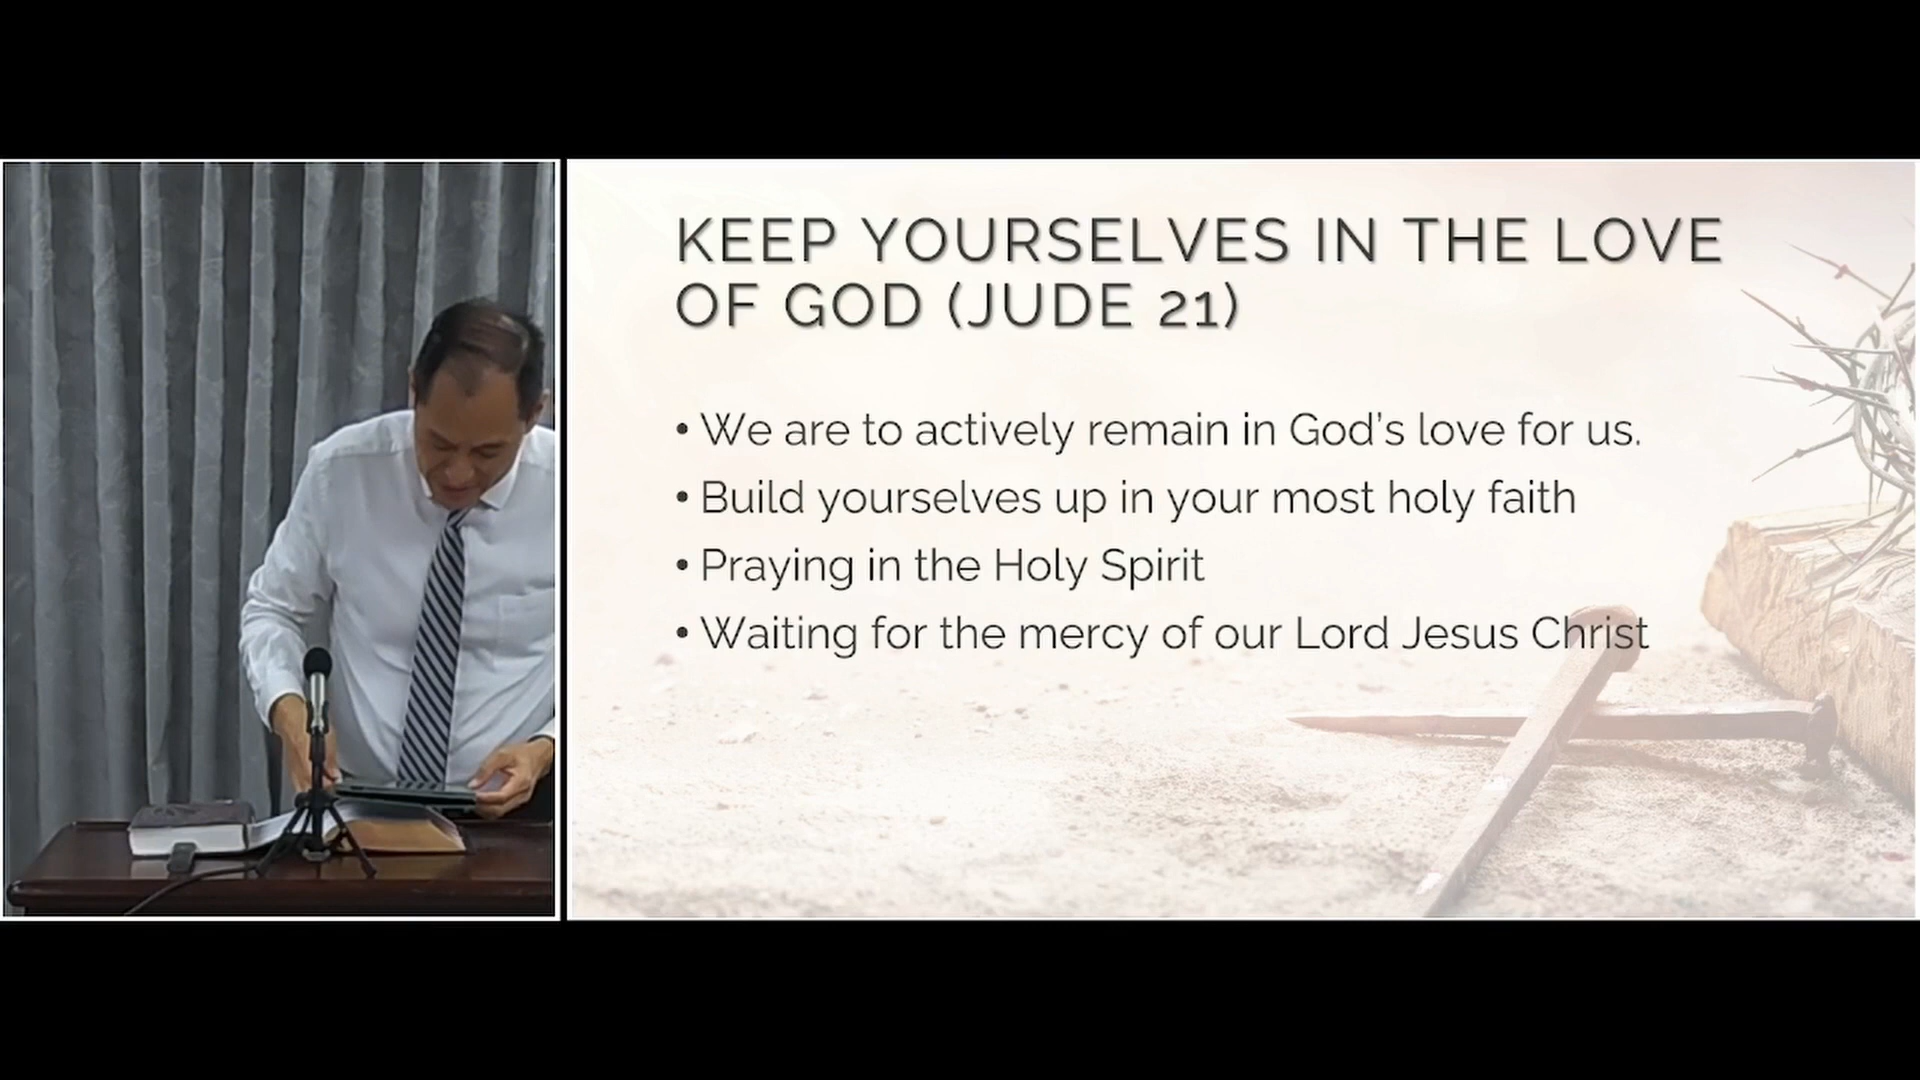 KEEP YOURSELVES IN THE LOVE
OF GOD (JUDE 21)
• We are to actively remain in God’s love for us.
• Build yourselves up in your most holy faith
• Praying in the Holy Spirit
• Waiting for the mercy of our Lord Jesus Christ